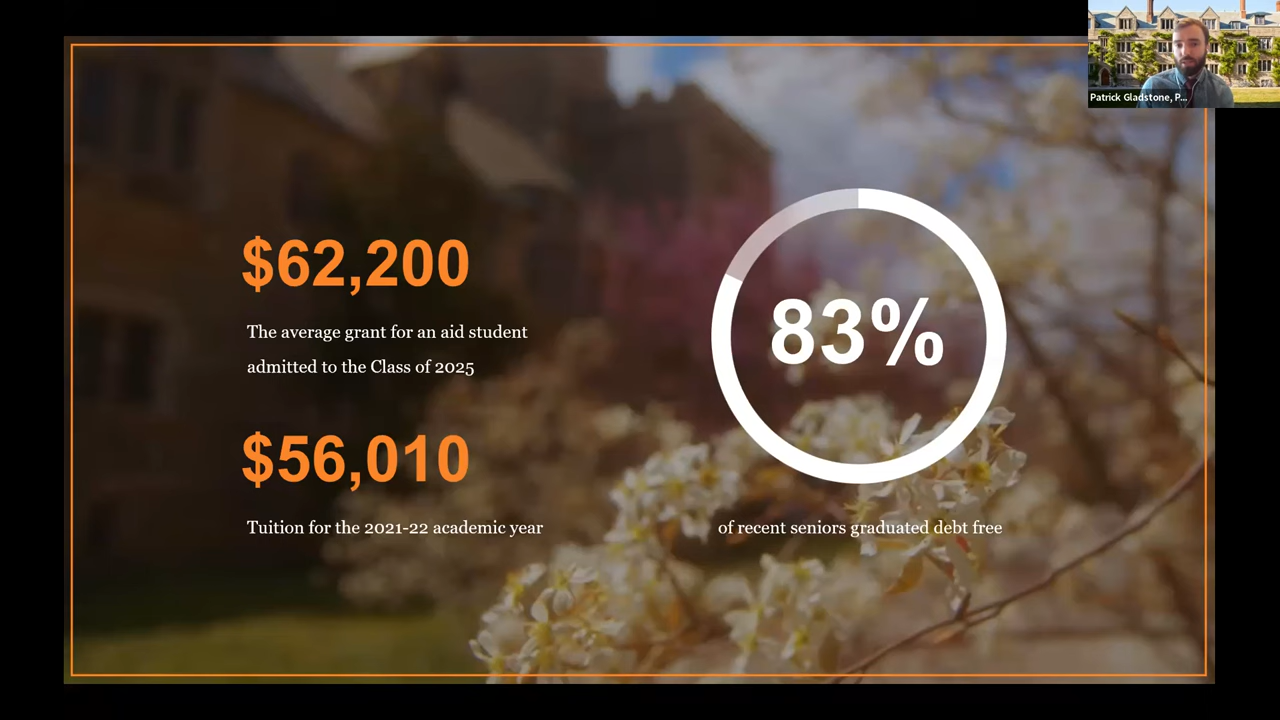 Patrick Gladstone, P...
$62,200
The average grant for an aid student
admitted to the Class of 2025
$56,010
Tuition for the 2021-22 academic year
83%
of recent seniors graduated debt free